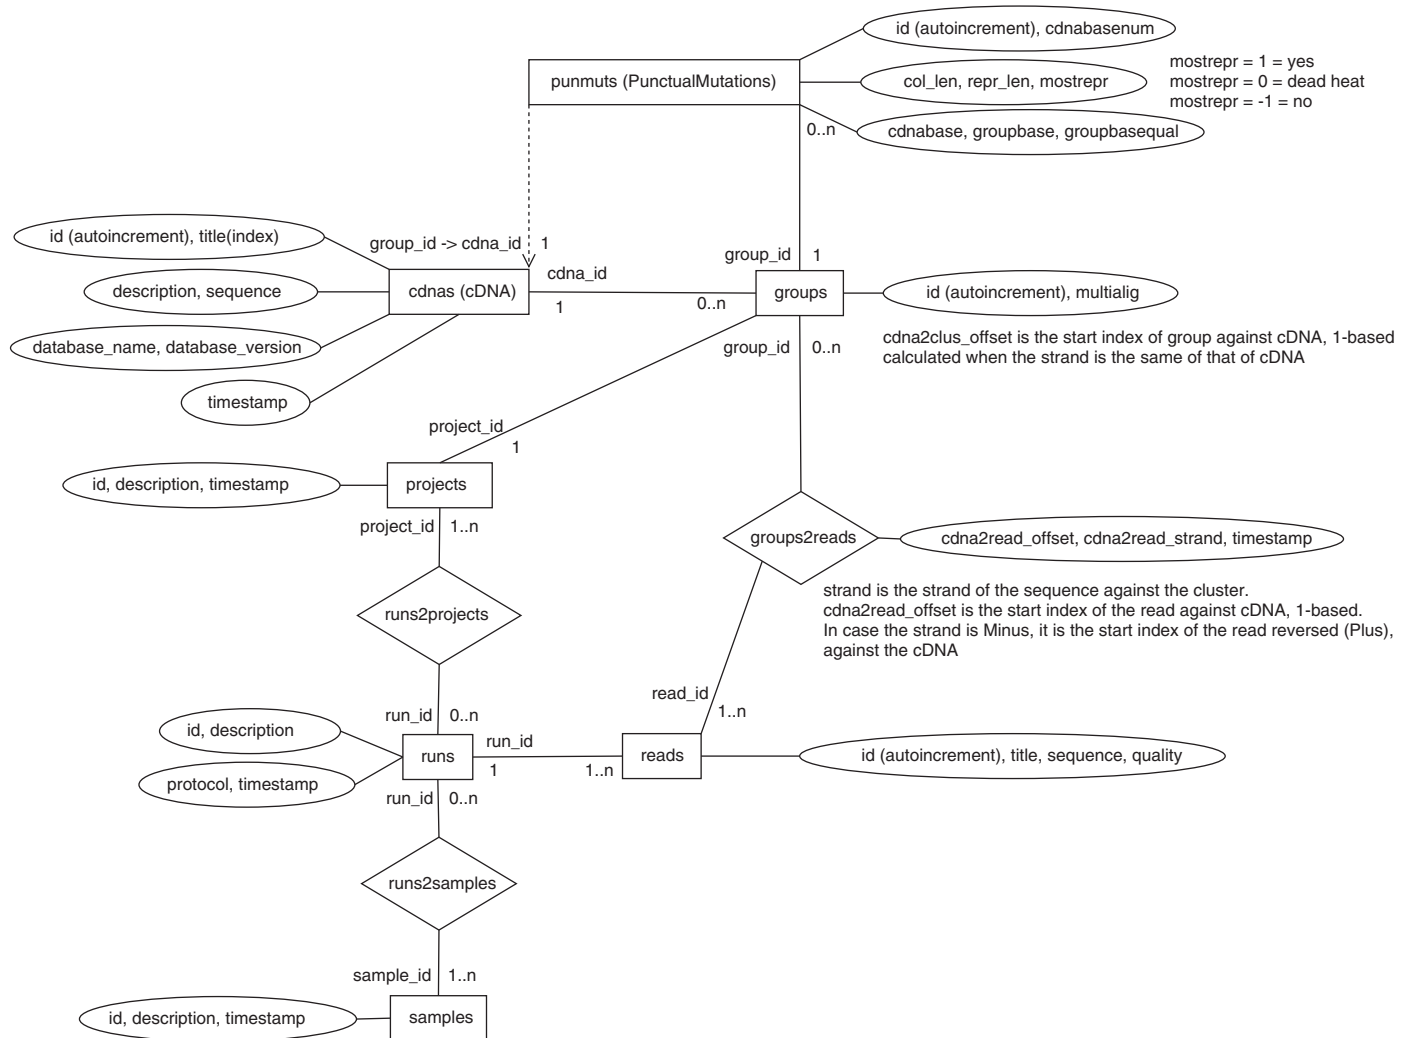 id (autoincrement), cdnabasenum
punmuts (PunctualMutations)
col_len, repr_len, mostrepr
mostrepr = 1 = yes
mostrepr = 0 = dead heat
mostrepr = -1 = no
0..n
cdnabase, groupbase, groupbasequal
id (autoincrement), title(index)
group_id -> cdna_id
1
group_id
1
description, sequence
cdnas (cDNA)
cdna_id
1
0..n
groups
id (autoincrement), multialig
database_name, database_version
group_id
0..n
cdna2clus_offset is the start index of group against cDNA, 1-based
calculated when the strand is the same of that of cDNA
timestamp
project_id
1
id, description, timestamp
projects
project_id
1..n
groups2reads
cdna2read_offset, cdna2read_strand, timestamp
strand is the strand of the sequence against the cluster.
cdna2read_offset is the start index of the read against cDNA, 1-based.
In case the strand is Minus, it is the start index of the read reversed (Plus),
against the cDNA
runs2projects
read_id
1..n
run_id
0..n
id, description
runs
run_id
1
1..n
reads
id (autoincrement), title, sequence, quality
protocol, timestamp
run_id
0..n
runs2samples
sample_id
1..n
id, description, timestamp
samples